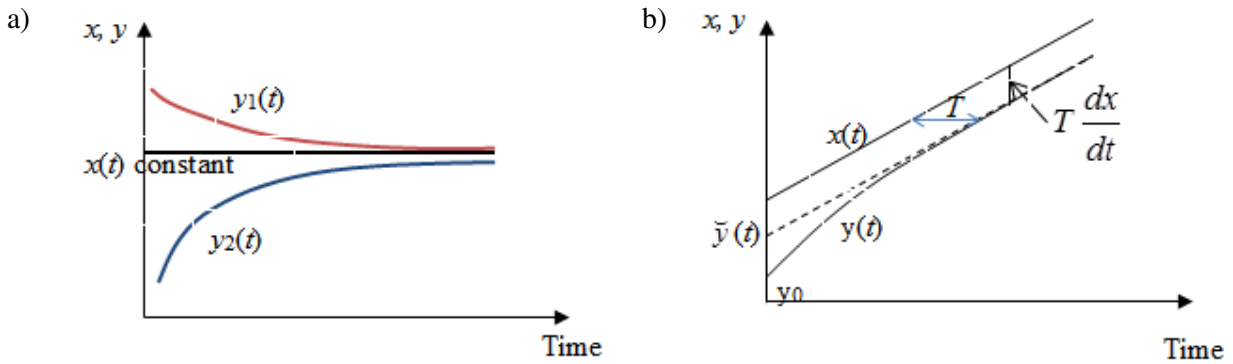 a)
x, y
y1(t)
x(t) constant
y2(t)
Time
b)
x, y
T
x(t)
T dx/dt
y̆(t)
y(t)
y0
Time